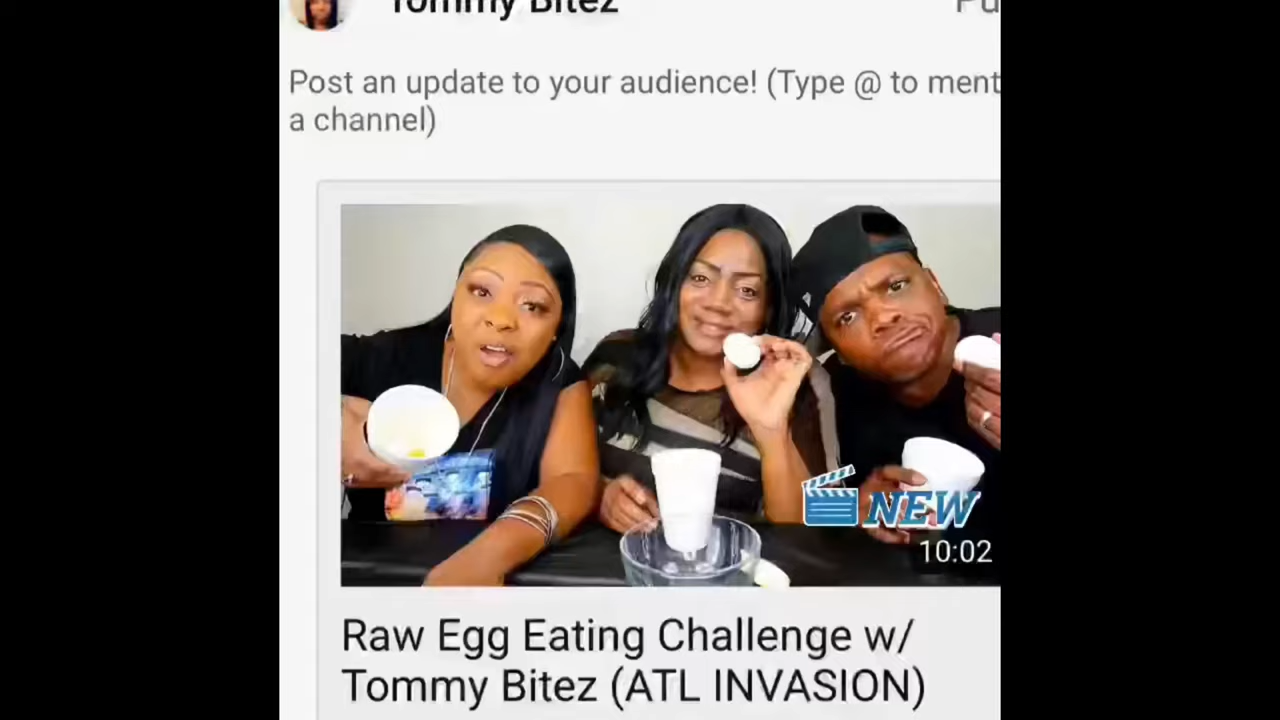 Tommy Bitez
Pu
Post an update to your audience! (Type @ to ment
a channel)
NEW
10:02
Raw Egg Eating Challenge w/
Tommy Bitez (ATL INVASION)